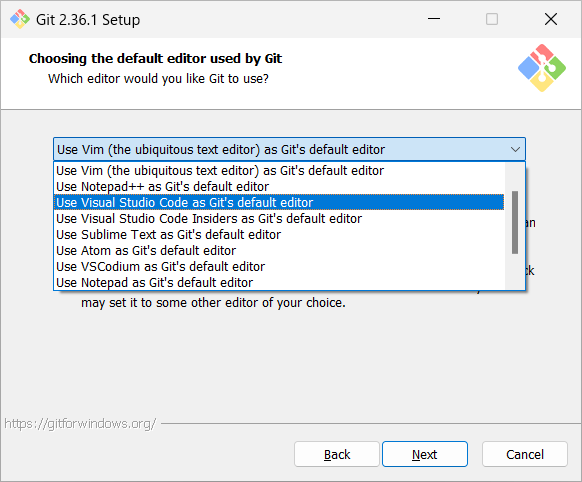 Git 2.36.1 Setup
Choosing the default editor used by Git
Which editor would you like Git to use?
Use Vim (the ubiquitous text editor) as Git's default editor
Use Vim (the ubiquitous text editor) as Git's default editor
Use Notepad++ as Git's default editor
Use Visual Studio Code as Git's default editor
Use Visual Studio Code Insiders as Git's default editor
Use Sublime Text as Git's default editor
Use Atom as Git's default editor
Use VSCodium as Git's default editor
Use Notepad as Git's default editor
may set it to some other editor of your choice.
https://gitforwindows.org/
Back
Next
Cancel